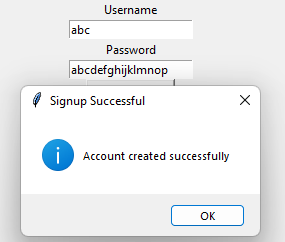 Username
abc
Password
abcdefghijklmnop
Signup Successful
Account created successfully
OK